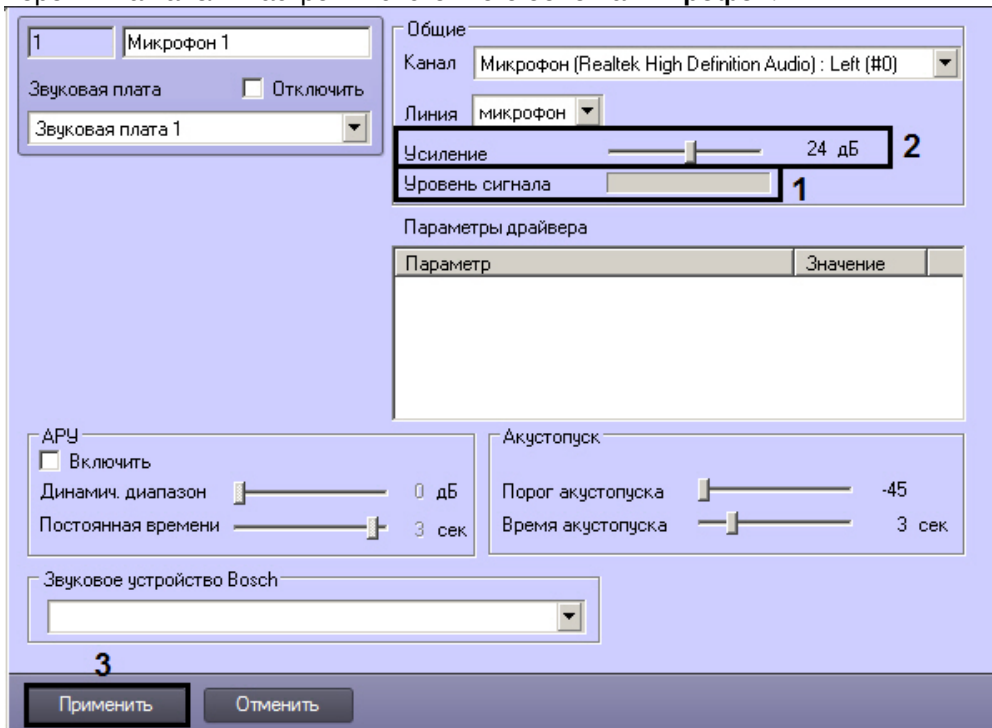 1 Микрофон 1
Звуковая плата Отключить
Звуковая плата 1
Общие
Канал Микрофон (Realtek High Definition Audio) : Left (#0)
Линия микрофон
Усиление 24 дБ 2
Уровень сигнала 1
Параметры драйвера
Параметр Значение
АРУ
Включить
Динамич. диапазон 0 дБ
Постоянная времени 3 сек
Акустопуск
Порог акустопуска -45
Время акустопуска 3 сек
Звуковое устройство Bosch
3
Применить Отменить